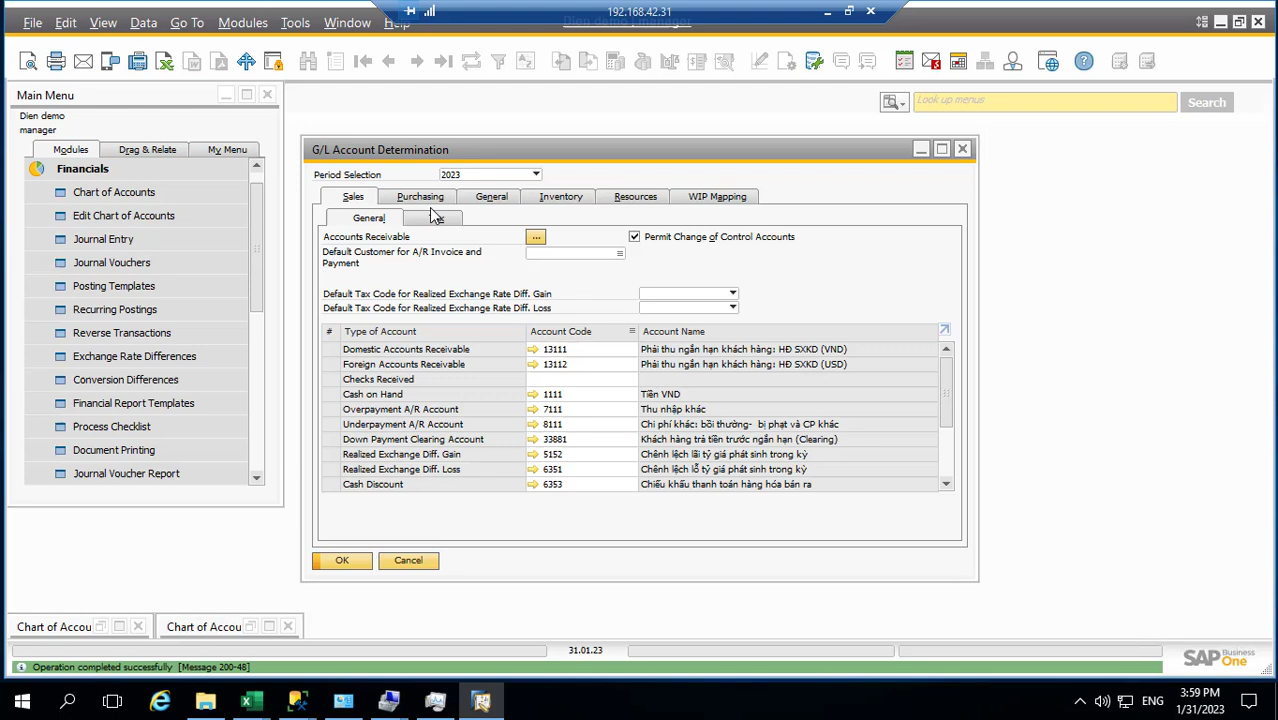 192.168.42.31
File Edit View Data Go To Modules Tools Window Help
Dien demo | manager
Main Menu
Look up menus
Search
Dien demo
manager
Modules Drag & Relate My Menu
Financials
Chart of Accounts
Edit Chart of Accounts
Journal Entry
Journal Vouchers
Posting Templates
Recurring Postings
Reverse Transactions
Exchange Rate Differences
Conversion Differences
Financial Report Templates
Process Checklist
Document Printing
Journal Voucher Report
G/L Account Determination
Period Selection 2023
Sales Purchasing General Inventory Resources WIP Mapping
General
Accounts Receivable ... Permit Change of Control Accounts
Default Customer for A/R Invoice and
Payment
Default Tax Code for Realized Exchange Rate Diff. Gain
Default Tax Code for Realized Exchange Rate Diff. Loss
# Type of Account Account Code Account Name
Domestic Accounts Receivable 13111 Phải thu ngắn hạn khách hàng: HĐ SXKD (VND)
Foreign Accounts Receivable 13112 Phải thu ngắn hạn khách hàng: HĐ SXKD (USD)
Checks Received
Cash on Hand 1111 Tiền VND
Overpayment A/R Account 7111 Thu nhập khác
Underpayment A/R Account 8111 Chi phí khác: bồi thường- bị phạt và CP khác
Down Payment Clearing Account 33881 Khách hàng trả tiền trước ngắn hạn (Clearing)
Realized Exchange Diff. Gain 5152 Chênh lệch lãi tỷ giá phát sinh trong kỳ
Realized Exchange Diff. Loss 6351 Chênh lệch lỗ tỷ giá phát sinh trong kỳ
Cash Discount 6353 Chiếu khấu thanh toán hàng hóa bán ra
OK Cancel
Chart of Accou Chart of Accou
31.01.23
Operation completed successfully [Message 200-48]
SAP Business One
ENG
3:59 PM
1/31/2023